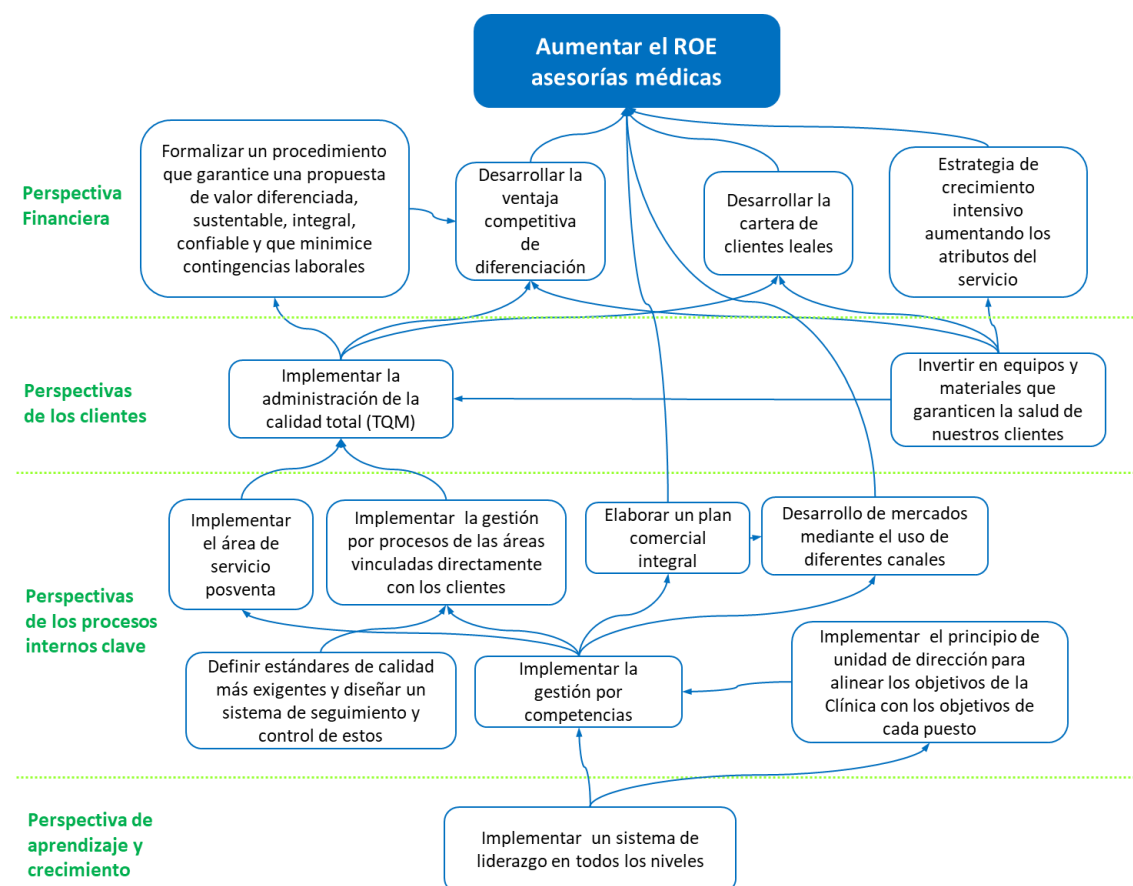 Aumentar el ROE
asesorías médicas
Perspectiva
Financiera
Formalizar un procedimiento
que garantice una propuesta
de valor diferenciada,
sustentable, integral,
confiable y que minimice
contingencias laborales
Desarrollar la
ventaja
competitiva
de
diferenciación
Desarrollar la
cartera de
clientes leales
Estrategia de
crecimiento
intensivo
aumentando los
atributos del
servicio
Perspectivas
de los clientes
Implementar la
administración de la
calidad total (TQM)
Invertir en equipos y
materiales que
garanticen la salud de
nuestros clientes
Perspectivas
de los procesos
internos clave
Implementar
el área de
servicio
posventa
Implementar la gestión
por procesos de las áreas
vinculadas directamente
con los clientes
Elaborar un plan
comercial
integral
Desarrollo de mercados
mediante el uso de
diferentes canales
Definir estándares de calidad
más exigentes y diseñar un
sistema de seguimiento y
control de estos
Implementar la
gestión por
competencias
Implementar el principio de
unidad de dirección para
alinear los objetivos de la
Clínica con los objetivos de
cada puesto
Perspectiva de
aprendizaje y
crecimiento
Implementar un sistema de
liderazgo en todos los niveles